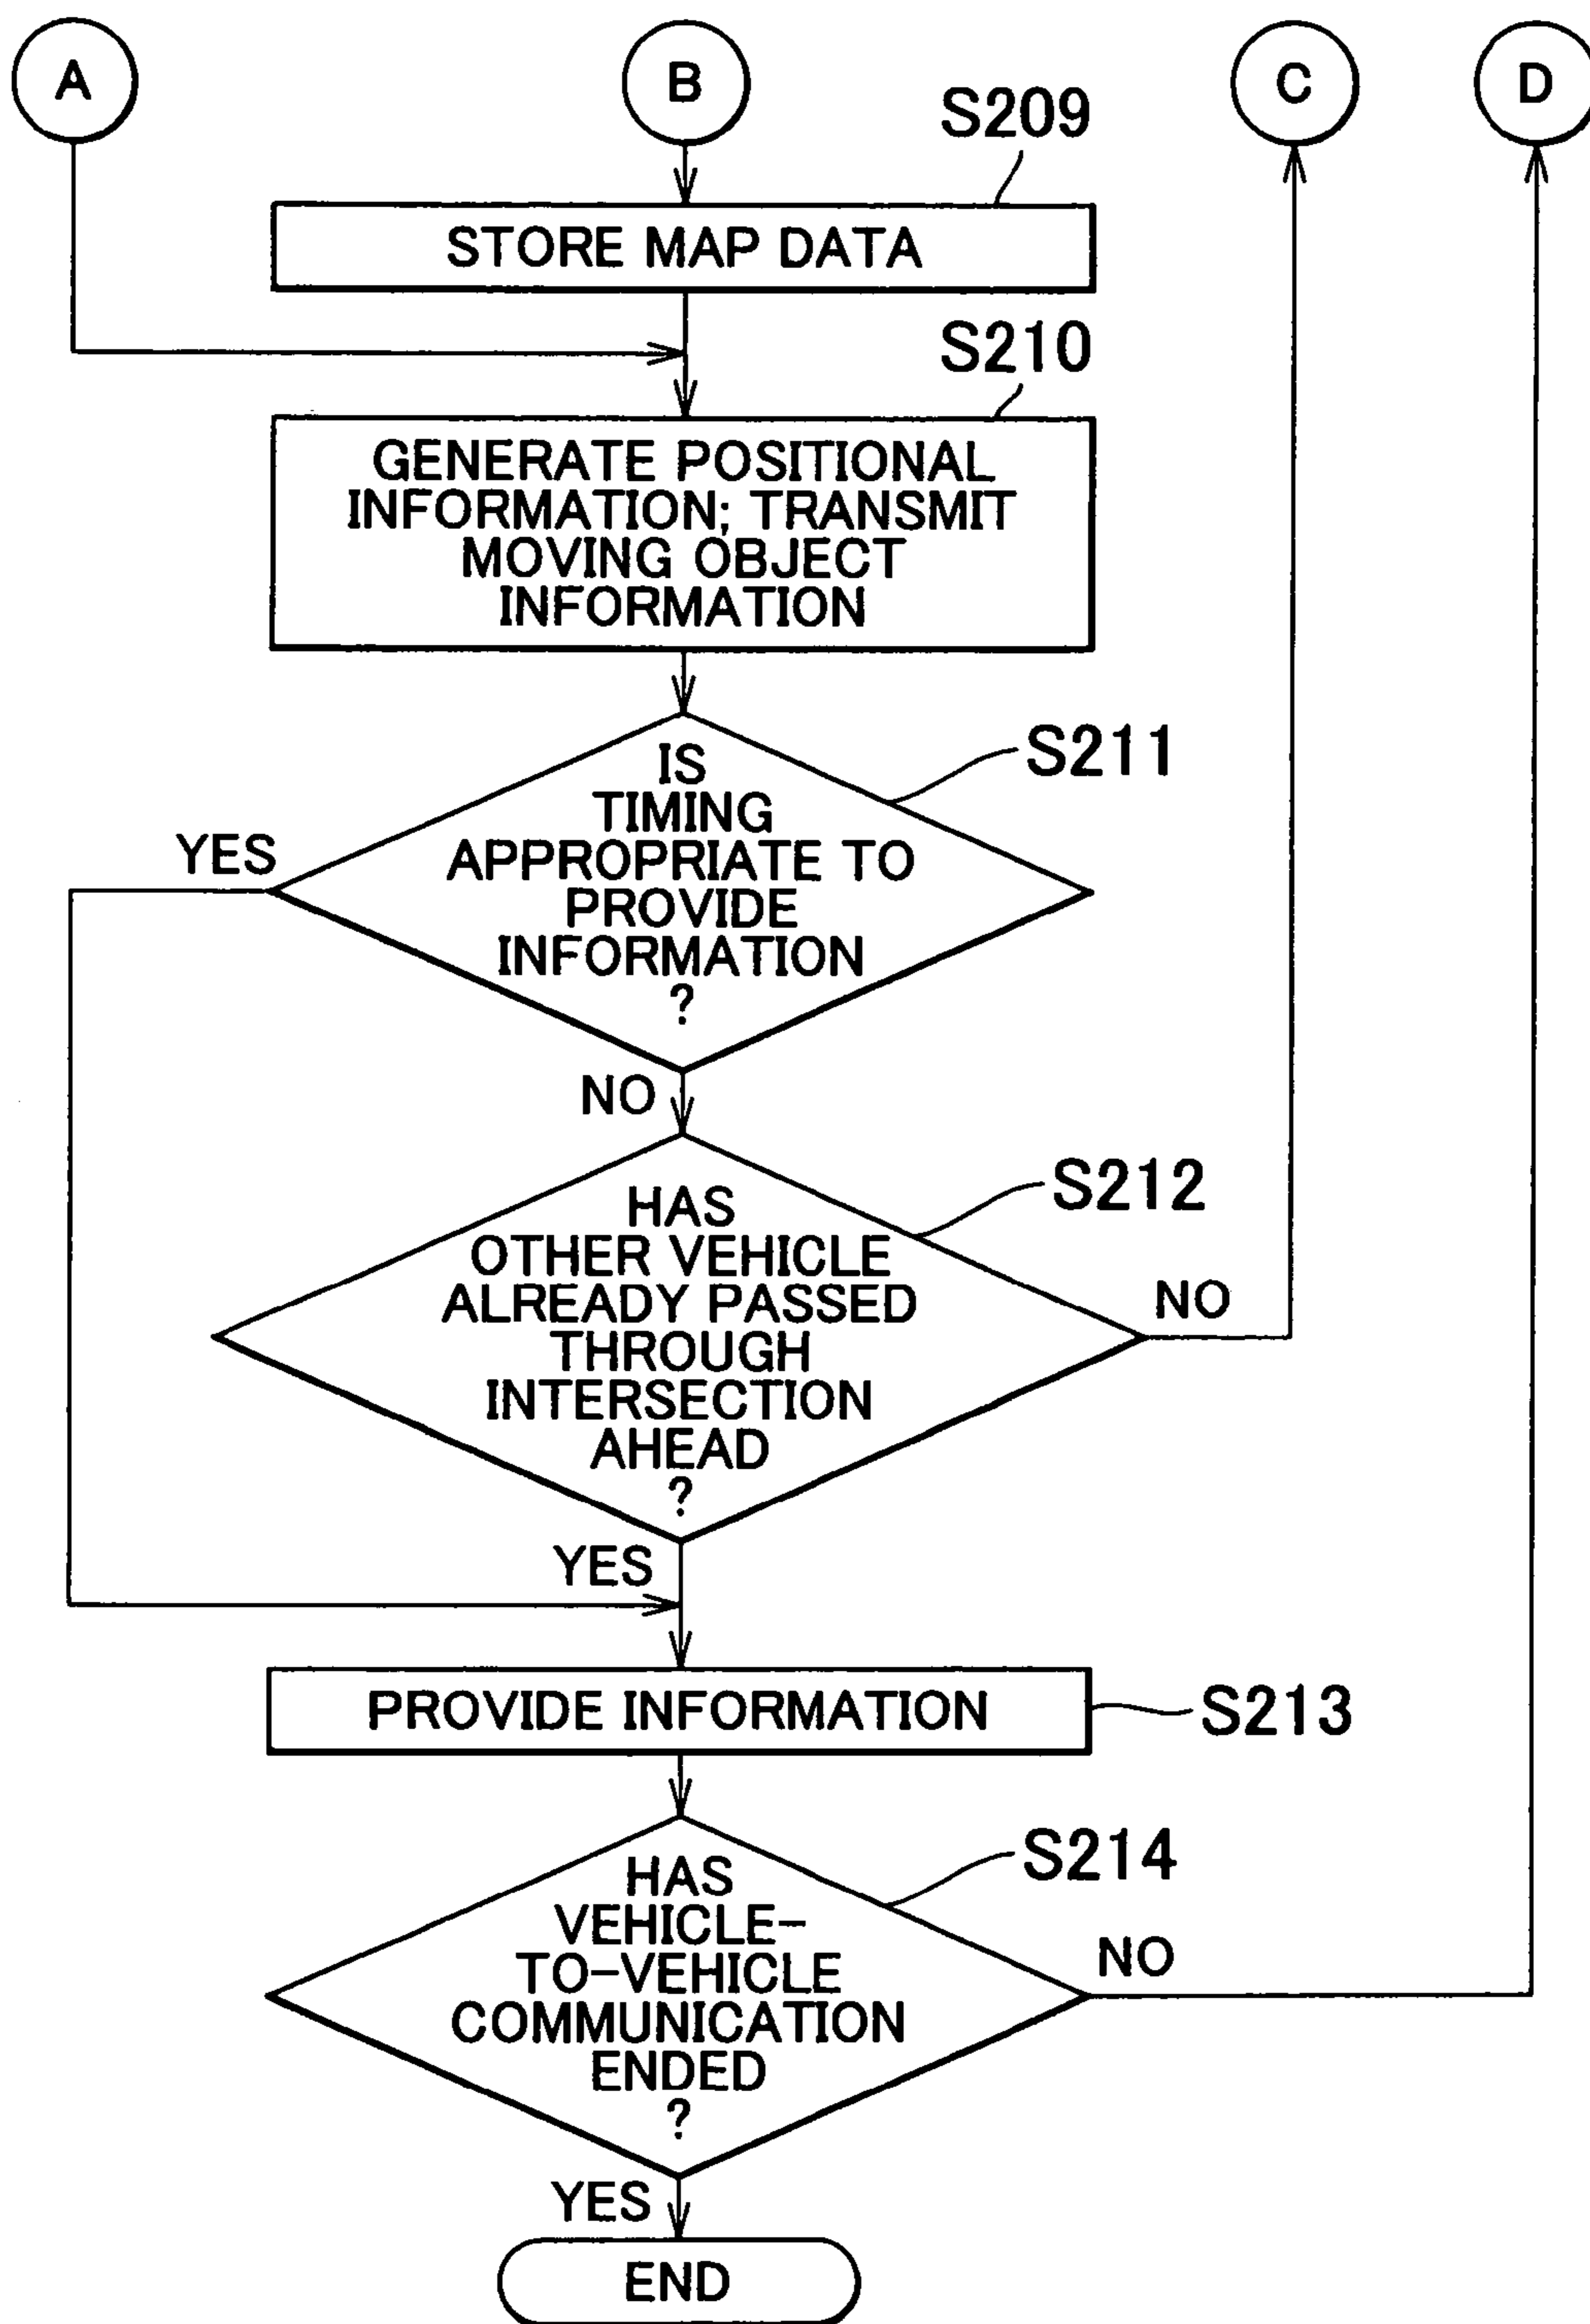 A
B
C
D
S209
STORE MAP DATA
S210
GENERATE POSITIONAL
INFORMATION; TRANSMIT
MOVING OBJECT
INFORMATION
S211
IS
TIMING
APPROPRIATE TO
PROVIDE
INFORMATION
?
YES
NO
S212
HAS
OTHER VEHICLE
ALREADY PASSED
THROUGH
INTERSECTION
AHEAD
?
NO
YES
PROVIDE INFORMATION
S213
S214
HAS
VEHICLE-
TO-VEHICLE
COMMUNICATION
ENDED
?
NO
YES
END